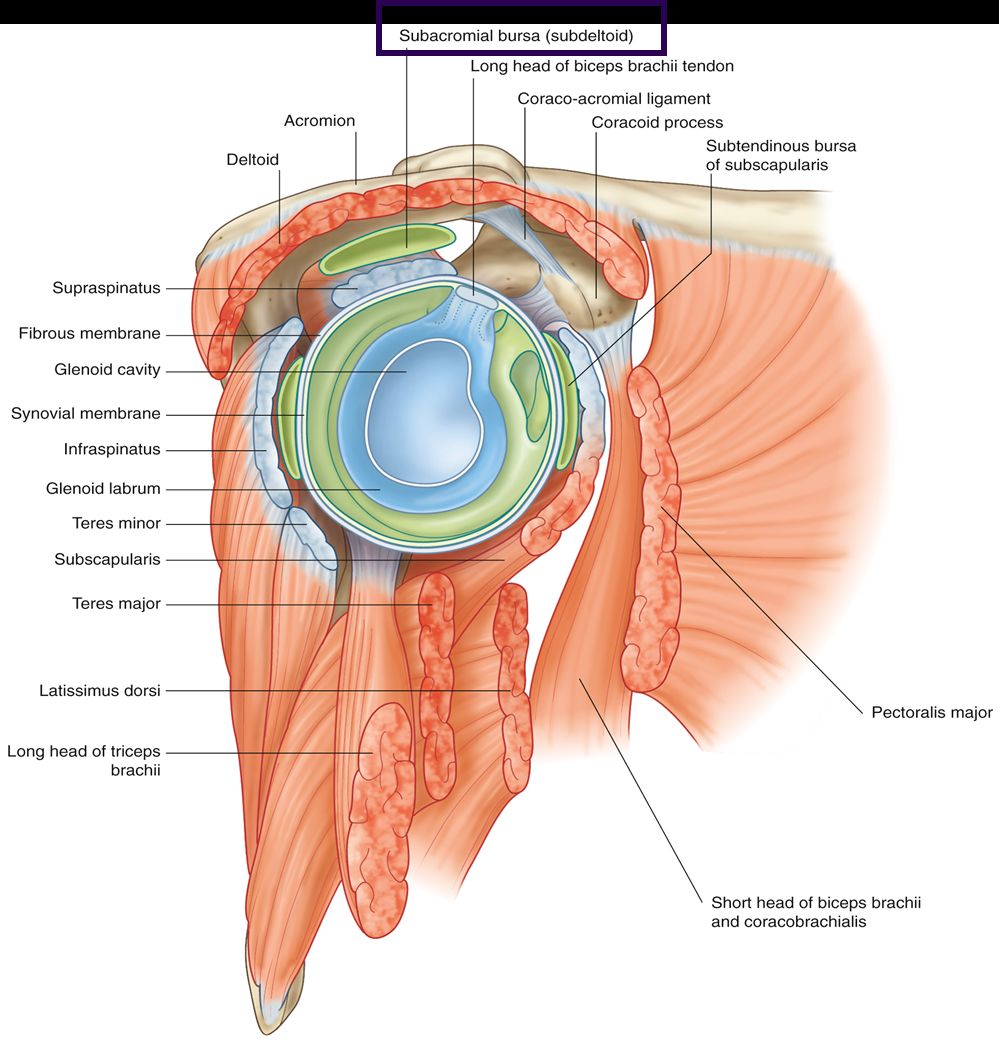 Subacromial bursa (subdeltoid)
Long head of biceps brachii tendon
Coraco-acromial ligament
Acromion
Coracoid process
Subtendinous bursa
of subscapularis
Deltoid
Supraspinatus
Fibrous membrane
Glenoid cavity
Synovial membrane
Infraspinatus
Glenoid labrum
Teres minor
Subscapularis
Teres major
Latissimus dorsi
Pectoralis major
Long head of triceps
brachii
Short head of biceps brachii
and coracobrachialis